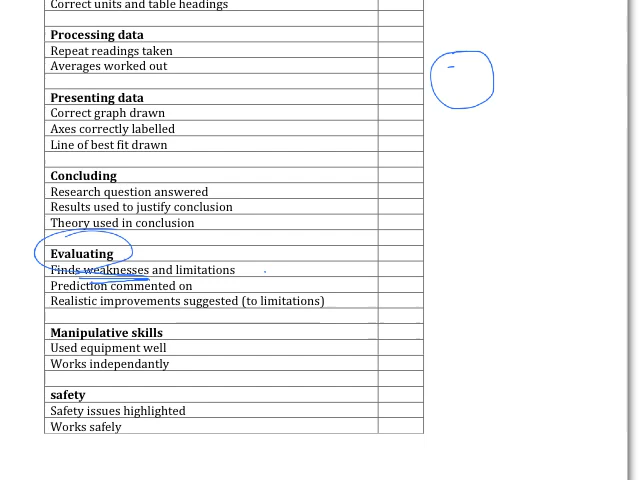 Correct units and table headings
Processing data
Repeat readings taken
Averages worked out
Presenting data
Correct graph drawn
Axes correctly labelled
Line of best fit drawn
Concluding
Research question answered
Results used to justify conclusion
Theory used in conclusion
Evaluating
Finds weaknesses and limitations
Prediction commented on
Realistic improvements suggested (to limitations)
Manipulative skills
Used equipment well
Works independantly
safety
Safety issues highlighted
Works safely